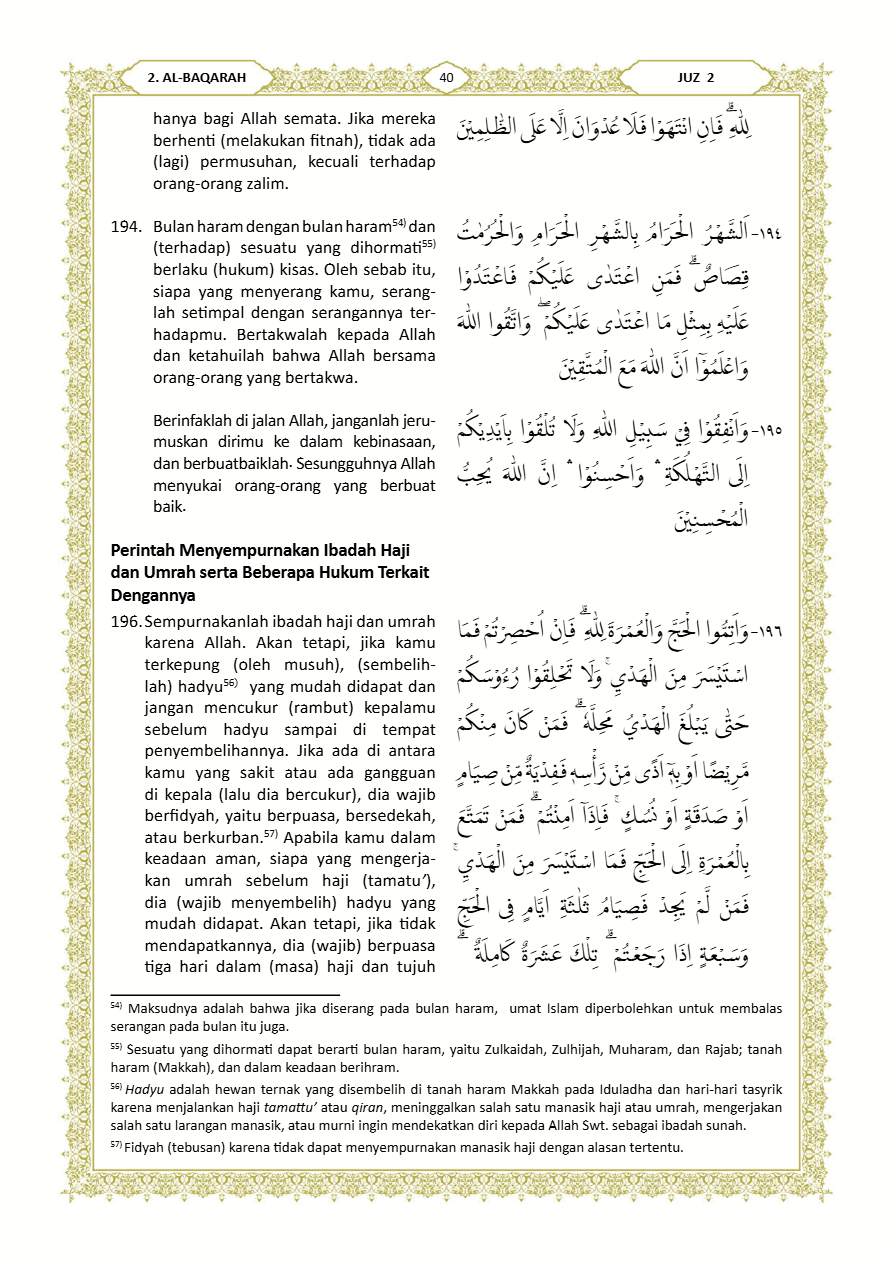 2. AL-BAQARAH
40
JUZ 2
hanya bagi Allah semata. Jika mereka
berhenti (melakukan fitnah), tidak ada
(lagi) permusuhan, kecuali terhadap
orang-orang zalim.
لِلّٰهِ ۗ فَاِنِ انْتَهَوْا فَلَا عُدْوَانَ اِلَّا عَلَى الظّٰلِمِيْنَ
194. Bulan haram dengan bulan haram54) dan
(terhadap) sesuatu yang dihormati55)
berlaku (hukum) kisas. Oleh sebab itu,
siapa yang menyerang kamu, serang-
lah setimpal dengan serangannya ter-
hadapmu. Bertakwalah kepada Allah
dan ketahuilah bahwa Allah bersama
orang-orang yang bertakwa.
١٩٤- اَلشَّهْرُ الْحَرَامُ بِالشَّهْرِ الْحَرَامِ وَالْحُرُمٰتُ
قِصَاصٌۗ فَمَنِ اعْتَدٰى عَلَيْكُمْ فَاعْتَدُوْا
عَلَيْهِ بِمِثْلِ مَا اعْتَدٰى عَلَيْكُمْ ۖ وَاتَّقُوا اللّٰهَ
وَاعْلَمُوْٓا اَنَّ اللّٰهَ مَعَ الْمُتَّقِيْنَ
Berinfaklah di jalan Allah, janganlah jeru-
muskan dirimu ke dalam kebinasaan,
dan berbuatbaiklah. Sesungguhnya Allah
menyukai orang-orang yang berbuat
baik.
١٩٥- وَاَنْفِقُوْا فِيْ سَبِيْلِ اللّٰهِ وَلَا تُلْقُوْا بِاَيْدِيْكُمْ
اِلَى التَّهْلُكَةِ ۛ وَاَحْسِنُوْا ۛ اِنَّ اللّٰهَ يُحِبُّ
الْمُحْسِنِيْنَ
Perintah Menyempurnakan Ibadah Haji
dan Umrah serta Beberapa Hukum Terkait
Dengannya
196. Sempurnakanlah ibadah haji dan umrah
karena Allah. Akan tetapi, jika kamu
terkepung (oleh musuh), (sembelih-
lah) hadyu56) yang mudah didapat dan
jangan mencukur (rambut) kepalamu
sebelum hadyu sampai di tempat
penyembelihannya. Jika ada di antara
kamu yang sakit atau ada gangguan
di kepala (lalu dia bercukur), dia wajib
berfidyah, yaitu berpuasa, bersedekah,
atau berkurban.57) Apabila kamu dalam
keadaan aman, siapa yang mengerja-
kan umrah sebelum haji (tamatu’),
dia (wajib menyembelih) hadyu yang
mudah didapat. Akan tetapi, jika tidak
mendapatkannya, dia (wajib) berpuasa
tiga hari dalam (masa) haji dan tujuh
١٩٦- وَاَتِمُّوا الْحَجَّ وَالْعُمْرَةَ لِلّٰهِ ۗ فَاِنْ اُحْصِرْتُمْ فَمَا
اسْتَيْسَرَ مِنَ الْهَدْيِۚ وَلَا تَحْلِقُوْا رُءُوْسَكُمْ
حَتّٰى يَبْلُغَ الْهَدْيُ مَحِلَّهٗ ۗ فَمَنْ كَانَ مِنْكُمْ
مَّرِيْضًا اَوْ بِهٖٓ اَذًى مِّنْ رَّأْسِهٖ فَفِدْيَةٌ مِّنْ صِيَامٍ
اَوْ صَدَقَةٍ اَوْ نُسُكٍ ۚ فَاِذَآ اَمِنْتُمْ ۗ فَمَنْ تَمَتَّعَ
بِالْعُمْرَةِ اِلَى الْحَجِّ فَمَا اسْتَيْسَرَ مِنَ الْهَدْيِۚ
فَمَنْ لَّمْ يَجِدْ فَصِيَامُ ثَلٰثَةِ اَيَّامٍ فِى الْحَجِّ
وَسَبْعَةٍ اِذَا رَجَعْتُمْ ۗ تِلْكَ عَشَرَةٌ كَامِلَةٌ ۗ
54) Maksudnya adalah bahwa jika diserang pada bulan haram, umat Islam diperbolehkan untuk membalas
serangan pada bulan itu juga.
55) Sesuatu yang dihormati dapat berarti bulan haram, yaitu Zulkaidah, Zulhijah, Muharam, dan Rajab; tanah
haram (Makkah), dan dalam keadaan berihram.
56) Hadyu adalah hewan ternak yang disembelih di tanah haram Makkah pada Iduladha dan hari-hari tasyrik
karena menjalankan haji tamattu’ atau qiran, meninggalkan salah satu manasik haji atau umrah, mengerjakan
salah satu larangan manasik, atau murni ingin mendekatkan diri kepada Allah Swt. sebagai ibadah sunah.
57) Fidyah (tebusan) karena tidak dapat menyempurnakan manasik haji dengan alasan tertentu.